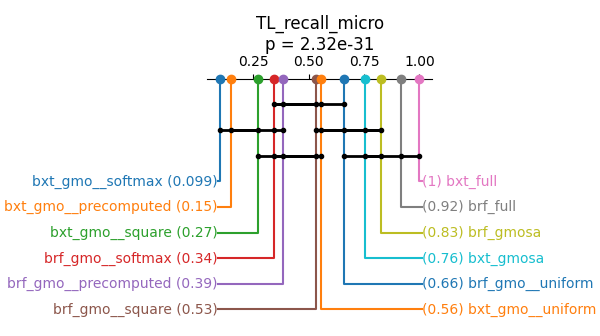 TL_recall_micro
p = 2.32e-31
0.25 0.50 0.75 1.00
bxt_gmo__softmax (0.099) (1) bxt_full
bxt_gmo__precomputed (0.15) (0.92) brf_full
bxt_gmo__square (0.27) (0.83) brf_gmosa
brf_gmo__softmax (0.34) (0.76) bxt_gmosa
brf_gmo__precomputed (0.39) (0.66) brf_gmo__uniform
brf_gmo__square (0.53) (0.56) bxt_gmo__uniform